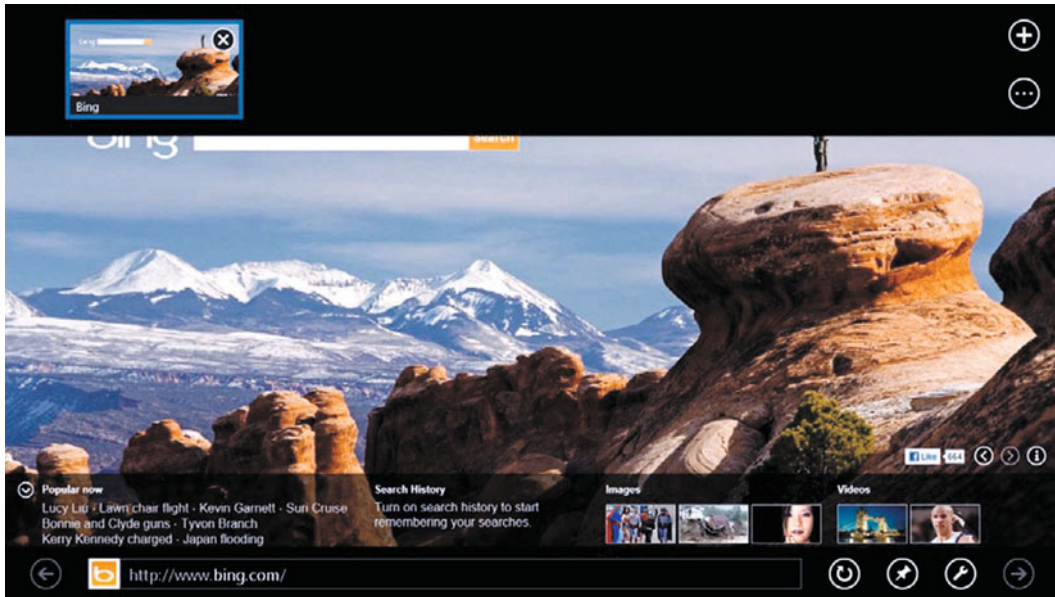 Bing
bing
Search
Like 664
Popular now
Lucy Liu · Lawn chair flight · Kevin Garnett · Suri Cruise
Bonnie and Clyde guns · Tyvon Branch
Kerry Kennedy charged · Japan flooding
Search History
Turn on search history to start
remembering your searches.
Images
Videos
http://www.bing.com/